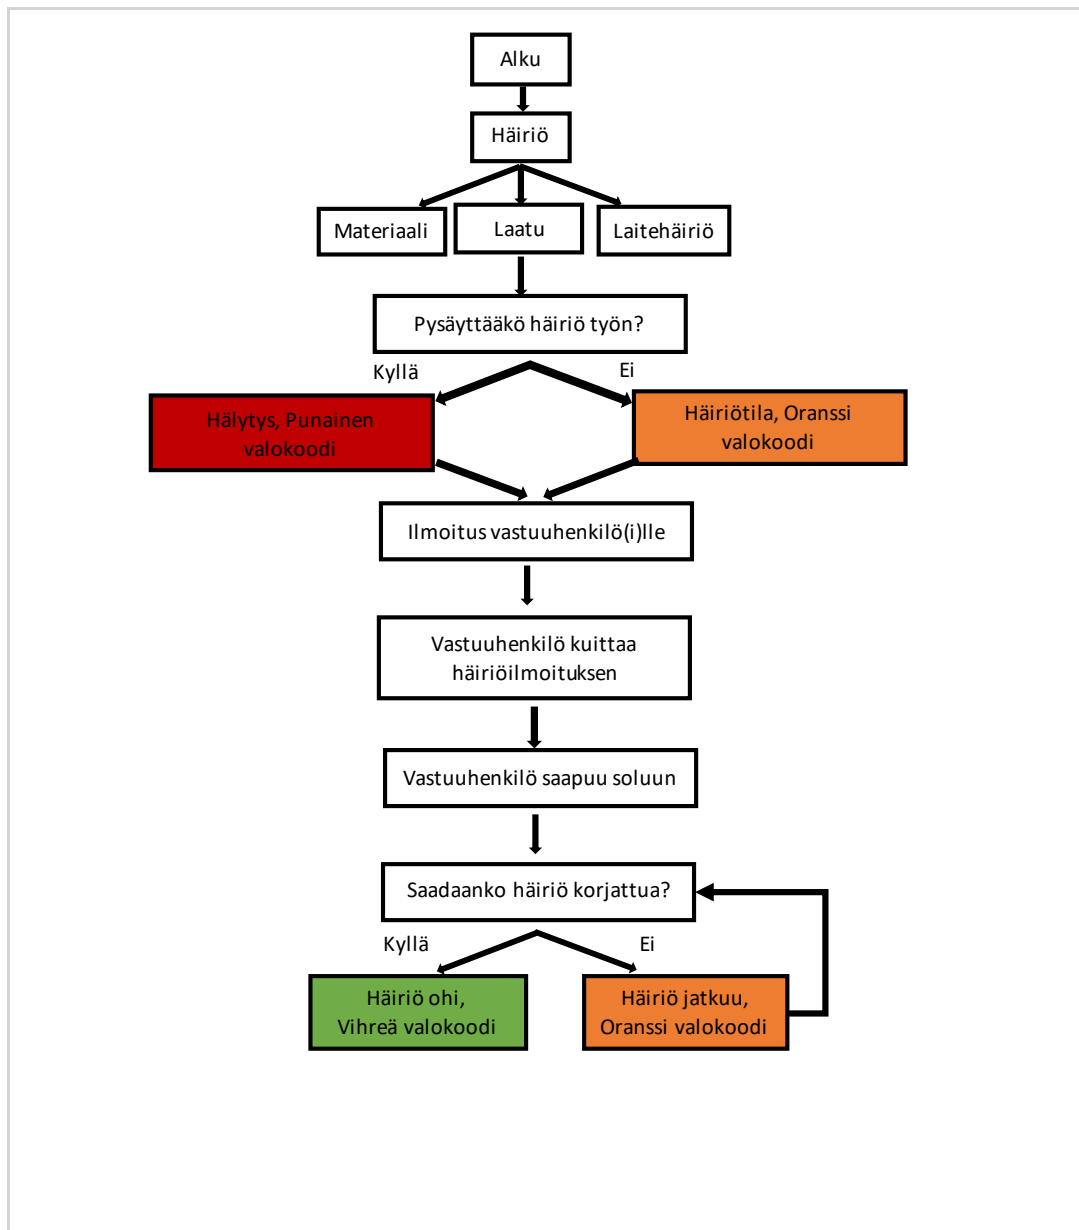 Alku
Häiriö
Materiaali
Laatu
Laitehäiriö
Pysäyttääkö häiriö työn?
Kyllä
Ei
Hälytys, Punainen
valokoodi
Häiriötila, Oranssi
valokoodi
Ilmoitus vastuuhenkilö(i)lle
Vastuuhenkilö kuittaa
häiriöilmoituksen
Vastuuhenkilö saapuu soluun
Saadaanko häiriö korjattua?
Kyllä
Ei
Häiriö ohi,
Vihreä valokoodi
Häiriö jatkuu,
Oranssi valokoodi